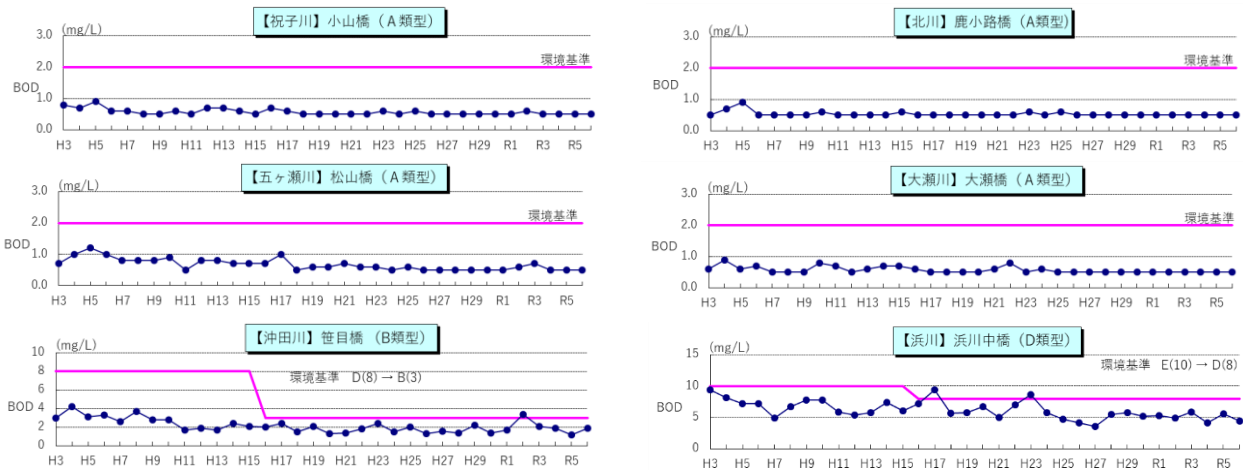 【祝子川】小山橋（Ａ類型）
(mg/L)
3.0
2.0
1.0
0.0
BOD
環境基準
H3 H5 H7 H9 H11 H13 H15 H17 H19 H21 H23 H25 H27 H29 R1 R3 R5
【北川】鹿小路橋（A類型）
(mg/L)
3.0
2.0
1.0
0.0
BOD
環境基準
H3 H5 H7 H9 H11 H13 H15 H17 H19 H21 H23 H25 H27 H29 R1 R3 R5
【五ヶ瀬川】松山橋（Ａ類型）
(mg/L)
3.0
2.0
1.0
0.0
BOD
環境基準
H3 H5 H7 H9 H11 H13 H15 H17 H19 H21 H23 H25 H27 H29 R1 R3 R5
【大瀬川】大瀬橋（Ａ類型）
(mg/L)
3.0
2.0
1.0
0.0
BOD
環境基準
H3 H5 H7 H9 H11 H13 H15 H17 H19 H21 H23 H25 H27 H29 R1 R3 R5
【沖田川】笹目橋 （B類型）
(mg/L)
10
8
6
4
2
0
BOD
環境基準 D(8) → B(3)
H3 H5 H7 H9 H11 H13 H15 H17 H19 H21 H23 H25 H27 H29 R1 R3 R5
【浜川】浜川中橋（D類型）
(mg/L)
15
10
5
0
BOD
環境基準 E(10) → D(8)
H3 H5 H7 H9 H11 H13 H15 H17 H19 H21 H23 H25 H27 H29 R1 R3 R5